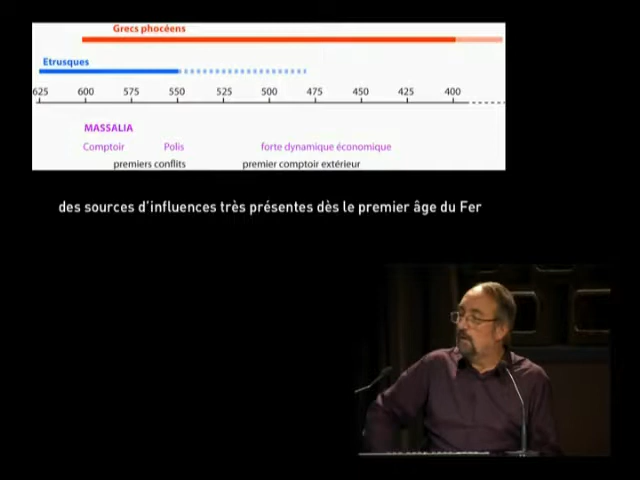 Grecs phocéens
Etrusques
625 600 575 550 525 500 475 450 425 400
MASSALIA
Comptoir Polis forte dynamique économique
premiers conflits premier comptoir extérieur
des sources d'influences très présentes dès le premier âge du Fer